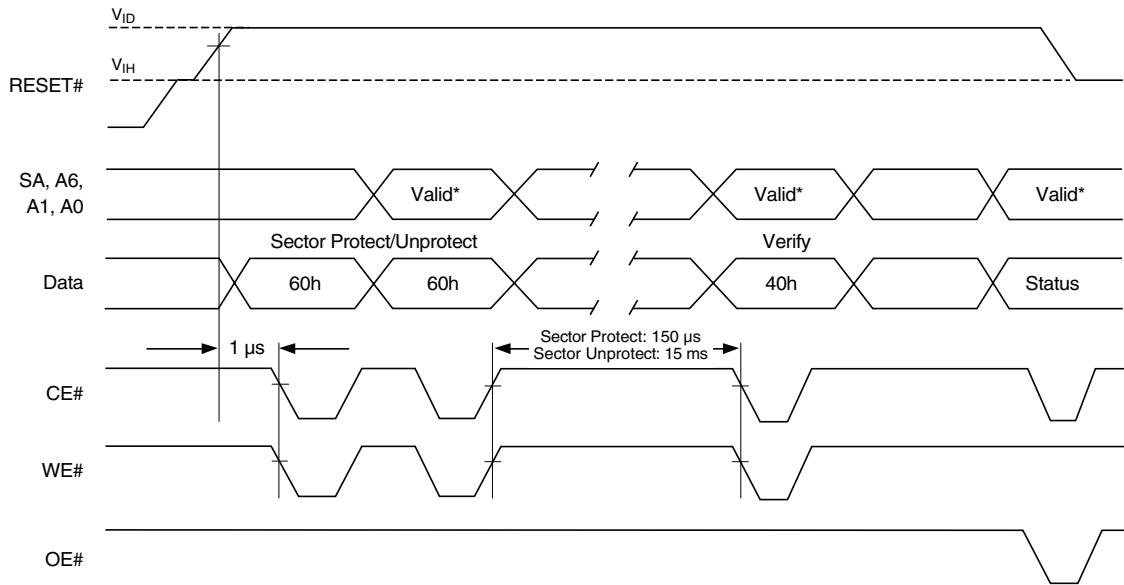 VID
VIH
RESET#
SA, A6,
A1, A0
Valid* Valid* Valid*
Sector Protect/Unprotect Verify
Data 60h 60h 40h Status
1 µs
Sector Protect: 150 µs
Sector Unprotect: 15 ms
CE#
WE#
OE#